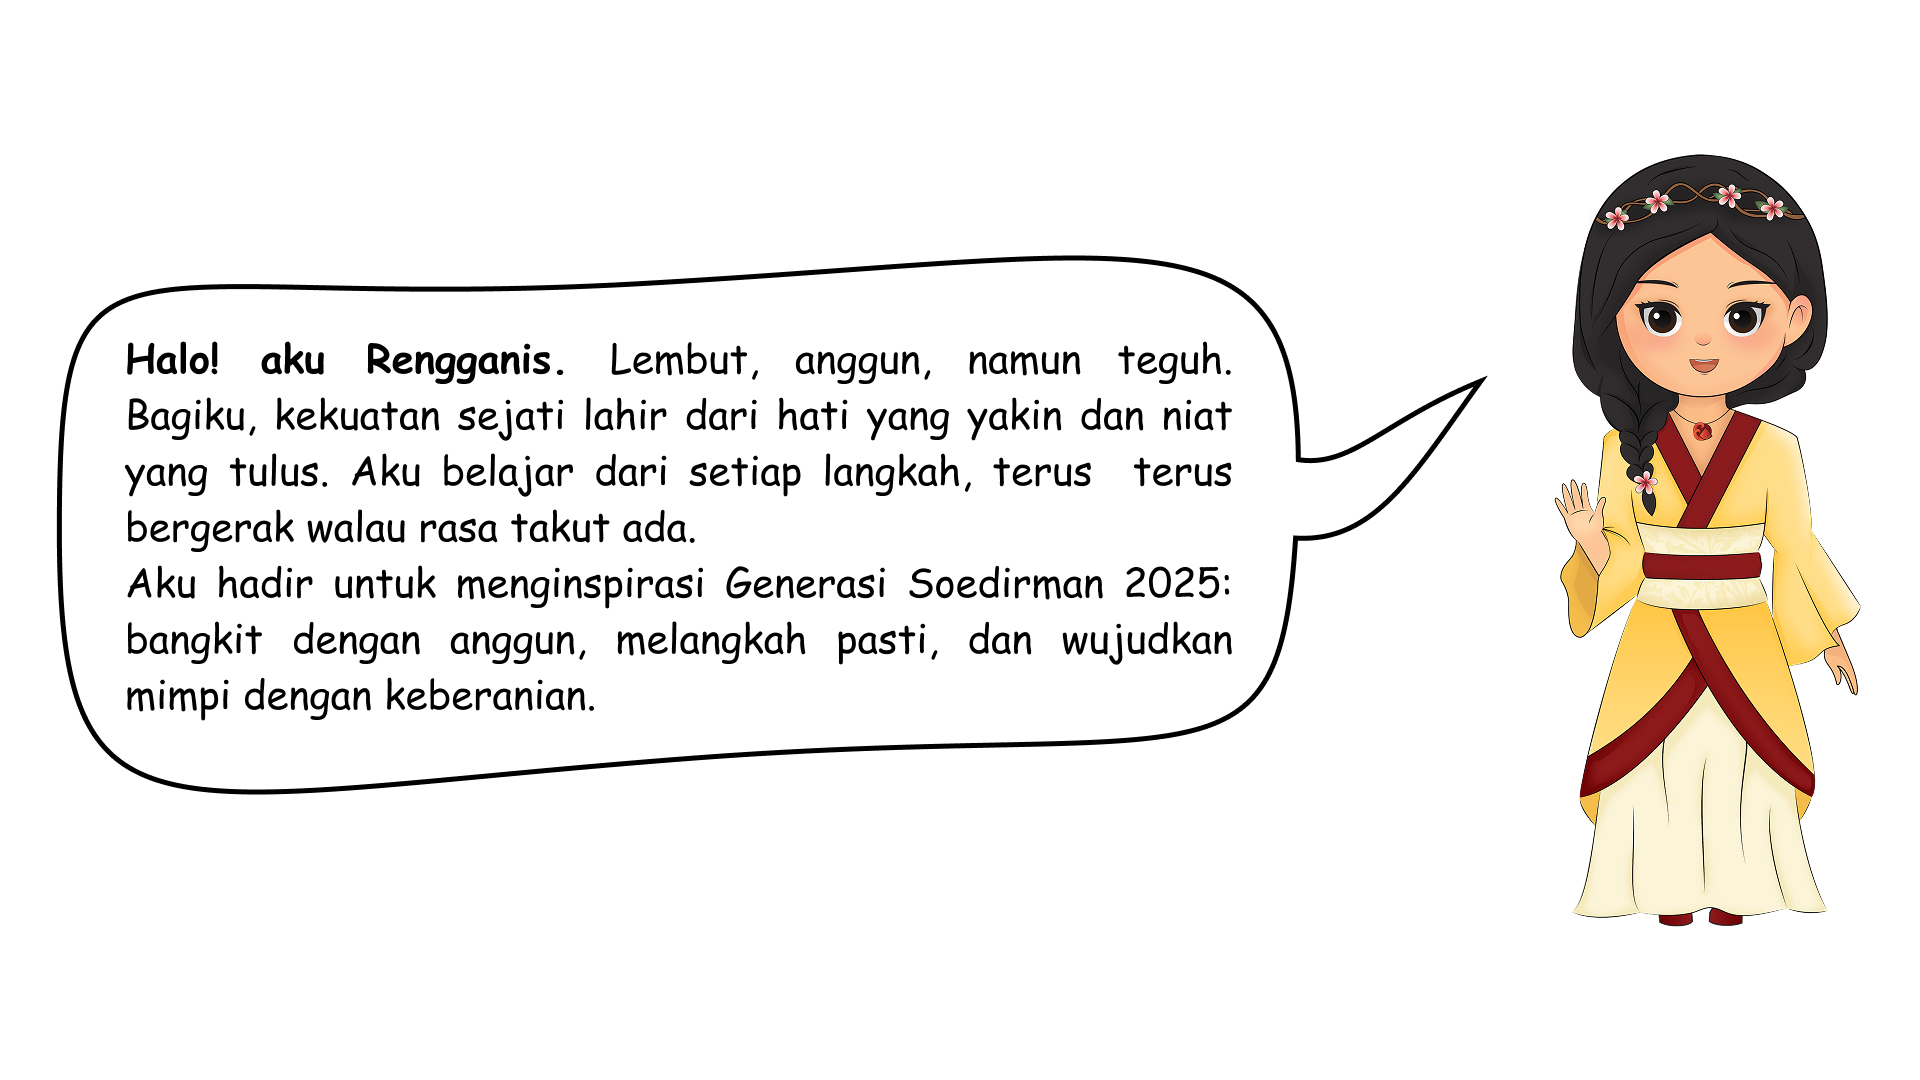 Halo! aku Rengganis. Lembut, anggun, namun teguh.
Bagiku, kekuatan sejati lahir dari hati yang yakin dan niat
yang tulus. Aku belajar dari setiap langkah, terus terus
bergerak walau rasa takut ada.
Aku hadir untuk menginspirasi Generasi Soedirman 2025:
bangkit dengan anggun, melangkah pasti, dan wujudkan
mimpi dengan keberanian.